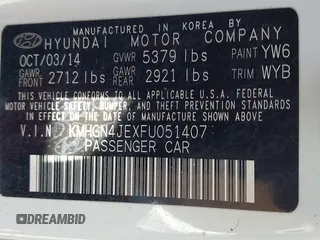 MANUFACTURED IN KOREA BY
HYUNDAI MOTOR COMPANY
OCT/03/14 GVWR 5379 lbs PAINT YW6
GAWR FRONT 2712 lbs GAWR REAR 2921 lbs TRIM WYB
THIS VEHICLE CONFORMS TO ALL APPLICABLE FEDERAL MOTOR
VEHICLE SAFETY, BUMPER, AND THEFT PREVENTION STANDARDS
IN EFFECT ON THE DATE OF MANUFACTURE SHOWN ABOVE.
V.I.N: KMHGN4JEXFU051407
PASSENGER CAR
DREAMBID